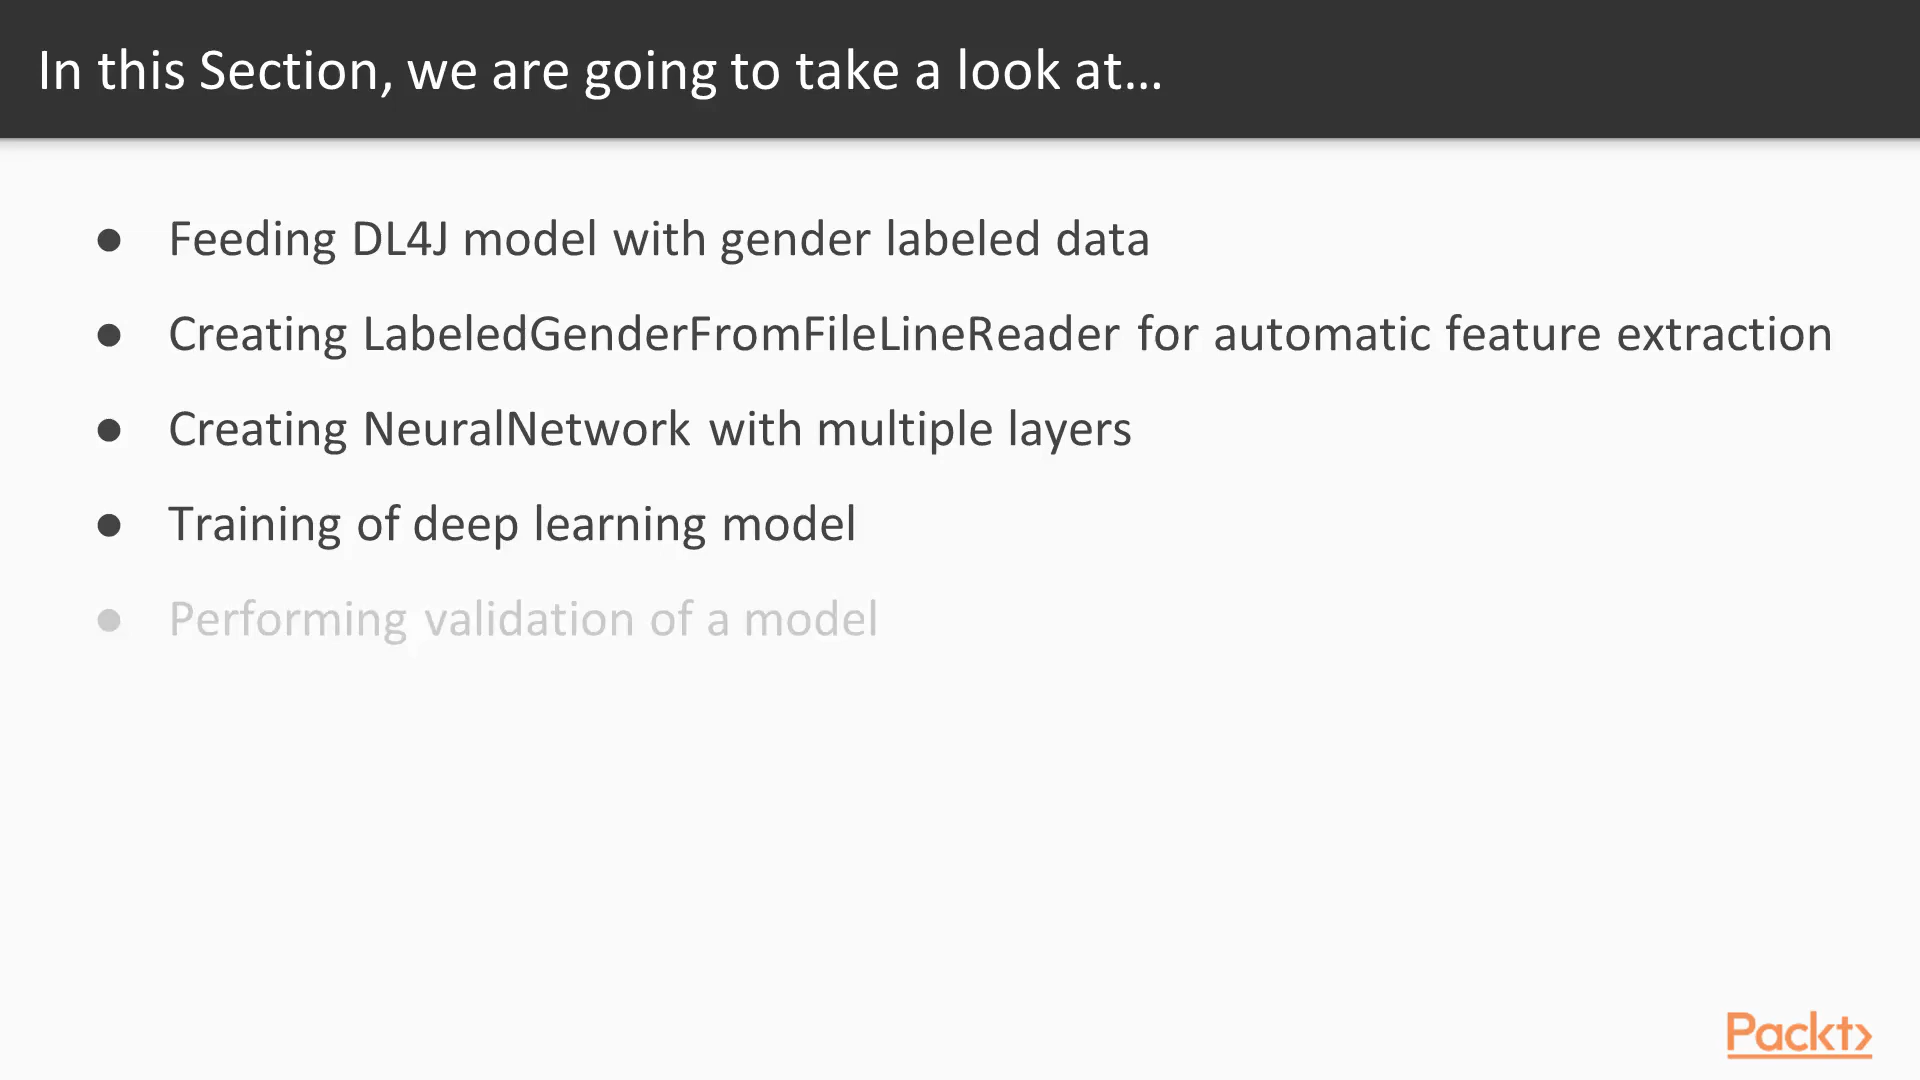 In this Section, we are going to take a look at…
● Feeding DL4J model with gender labeled data
● Creating LabeledGenderFromFileLineReader for automatic feature extraction
● Creating NeuralNetwork with multiple layers
● Training of deep learning model
● Performing validation of a model
Packt>